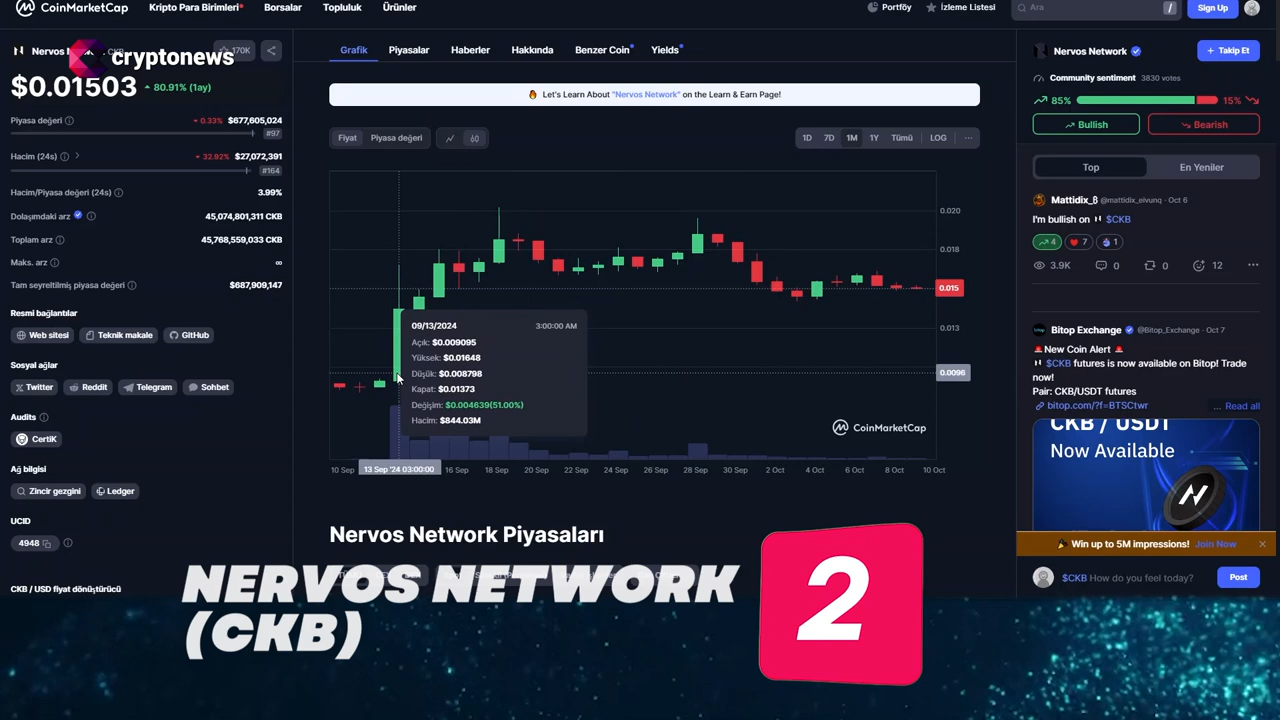 CoinMarketCap
Kripto Para Birimleri
Borsalar
Topluluk
Ürünler
Portföy
İzleme Listesi
Ara
/
Sign Up
Nervos
CKB
170K
cryptonews
$0.01503
80.91% (1ay)
Piyasa değeri
0.33% $677,605,024
#97
Hacim (24s)
32.92% $27,072,391
#164
Hacim/Piyasa değeri (24s)
3.99%
Dolaşımdaki arz
45,074,801,311 CKB
Toplam arz
45,768,559,033 CKB
Maks. arz
∞
Tam seyreltilmiş piyasa değeri
$687,909,147
Resmi bağlantılar
Web sitesi
Teknik makale
GitHub
Sosyal ağlar
Twitter
Reddit
Telegram
Sohbet
Audits
CertiK
Ağ bilgisi
Zincir gezgini
Ledger
UCID
4948
CKB / USD fiyat dönüştürücü
Grafik
Piyasalar
Haberler
Hakkında
Benzer Coin
Yields
Let's Learn About "Nervos Network" on the Learn & Earn Page!
Fiyat
Piyasa değeri
1D
7D
1M
1Y
Tümü
LOG
...
0.020
0.018
0.015
0.013
0.0096
09/13/2024 3:00:00 AM
Açık: $0.009095
Yüksek: $0.01648
Düşük: $0.008798
Kapat: $0.01373
Değişim: $0.004639(51.00%)
Hacim: $844.03M
CoinMarketCap
10 Sep
13 Sep '24 03:00:00
16 Sep
18 Sep
20 Sep
22 Sep
24 Sep
26 Sep
28 Sep
30 Sep
2 Oct
4 Oct
6 Oct
8 Oct
10 Oct
Nervos Network Piyasaları
NERVOS NETWORK
(CKB)
2
Nervos Network
+ Takip Et
Community sentiment 3830 votes
85%
15%
Bullish
Bearish
Top
En Yeniler
Mattidix_₿ @mattidix_eivunq · Oct 6
I'm bullish on $CKB
4
7
1
3.9K
0
0
12
...
Bitop Exchange @Bitop_Exchange · Oct 7
New Coin Alert
$CKB futures is now available on Bitop! Trade
now!
Pair: CKB/USDT futures
bitop.com/?f=BTSCtwr
... Read all
CKB / USDT
Now Available
Win up to 5M impressions! Join Now
$CKB How do you feel today?
Post